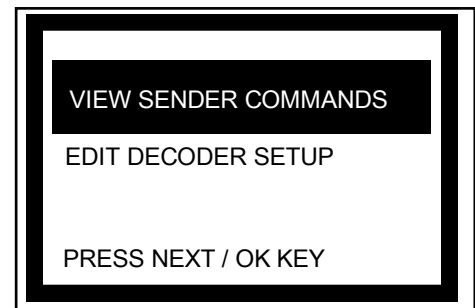 VIEW SENDER COMMANDS
EDIT DECODER SETUP
PRESS NEXT / OK KEY